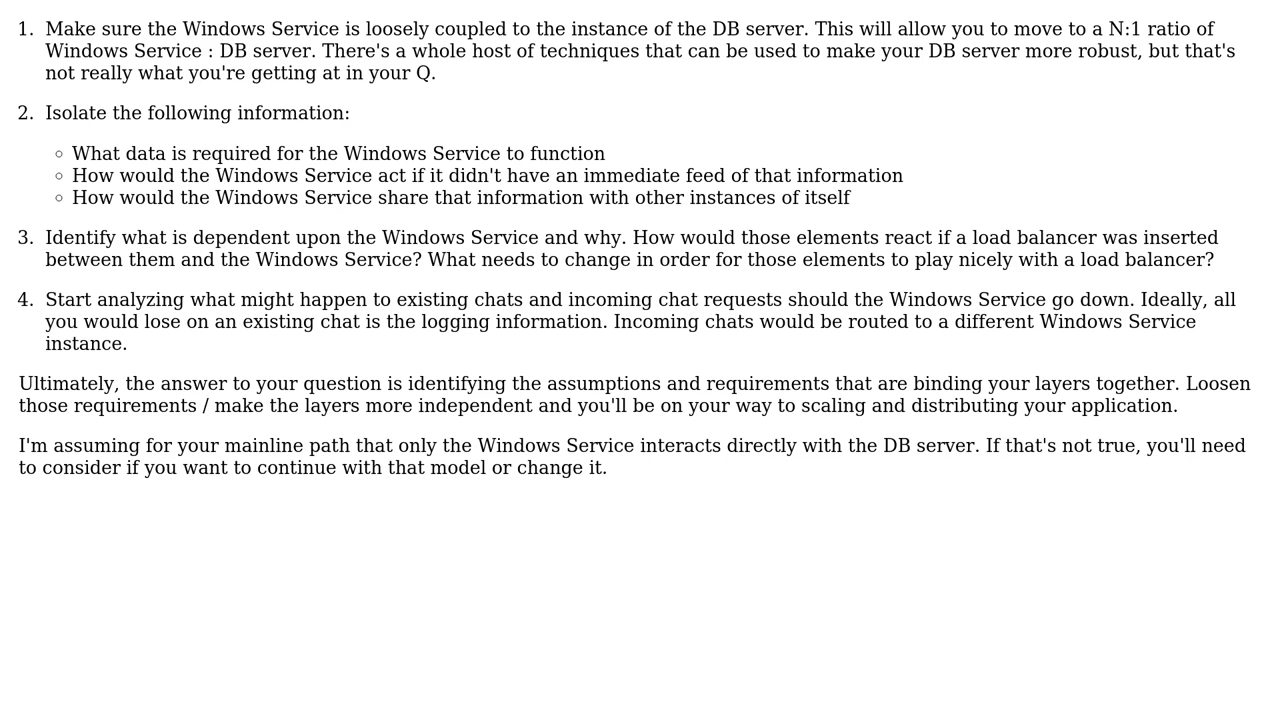 1. Make sure the Windows Service is loosely coupled to the instance of the DB server. This will allow you to move to a N:1 ratio of
Windows Service : DB server. There's a whole host of techniques that can be used to make your DB server more robust, but that's
not really what you're getting at in your Q.
2. Isolate the following information:
◦ What data is required for the Windows Service to function
◦ How would the Windows Service act if it didn't have an immediate feed of that information
◦ How would the Windows Service share that information with other instances of itself
3. Identify what is dependent upon the Windows Service and why. How would those elements react if a load balancer was inserted
between them and the Windows Service? What needs to change in order for those elements to play nicely with a load balancer?
4. Start analyzing what might happen to existing chats and incoming chat requests should the Windows Service go down. Ideally, all
you would lose on an existing chat is the logging information. Incoming chats would be routed to a different Windows Service
instance.
Ultimately, the answer to your question is identifying the assumptions and requirements that are binding your layers together. Loosen
those requirements / make the layers more independent and you'll be on your way to scaling and distributing your application.
I'm assuming for your mainline path that only the Windows Service interacts directly with the DB server. If that's not true, you'll need
to consider if you want to continue with that model or change it.